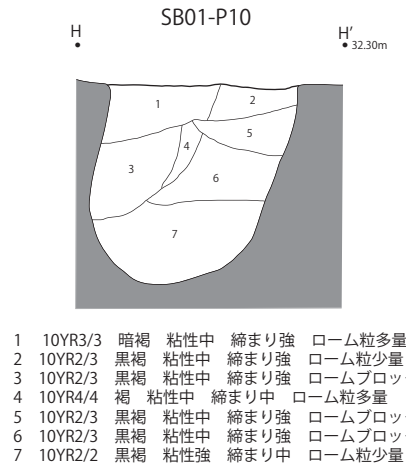 SB01-P10
H
H′
32.30m
1
2
3
4
5
6
7
1 10YR3/3 暗褐 粘性中 締まり強 ローム粒多量
2 10YR2/3 黒褐 粘性中 締まり強 ローム粒少量
3 10YR2/3 黒褐 粘性中 締まり強 ロームブロッ
4 10YR4/4 褐 粘性中 締まり中 ローム粒多量
5 10YR2/3 黒褐 粘性中 締まり強 ロームブロッ
6 10YR2/3 黒褐 粘性中 締まり強 ロームブロッ
7 10YR2/2 黒褐 粘性強 締まり中 ローム粒少量